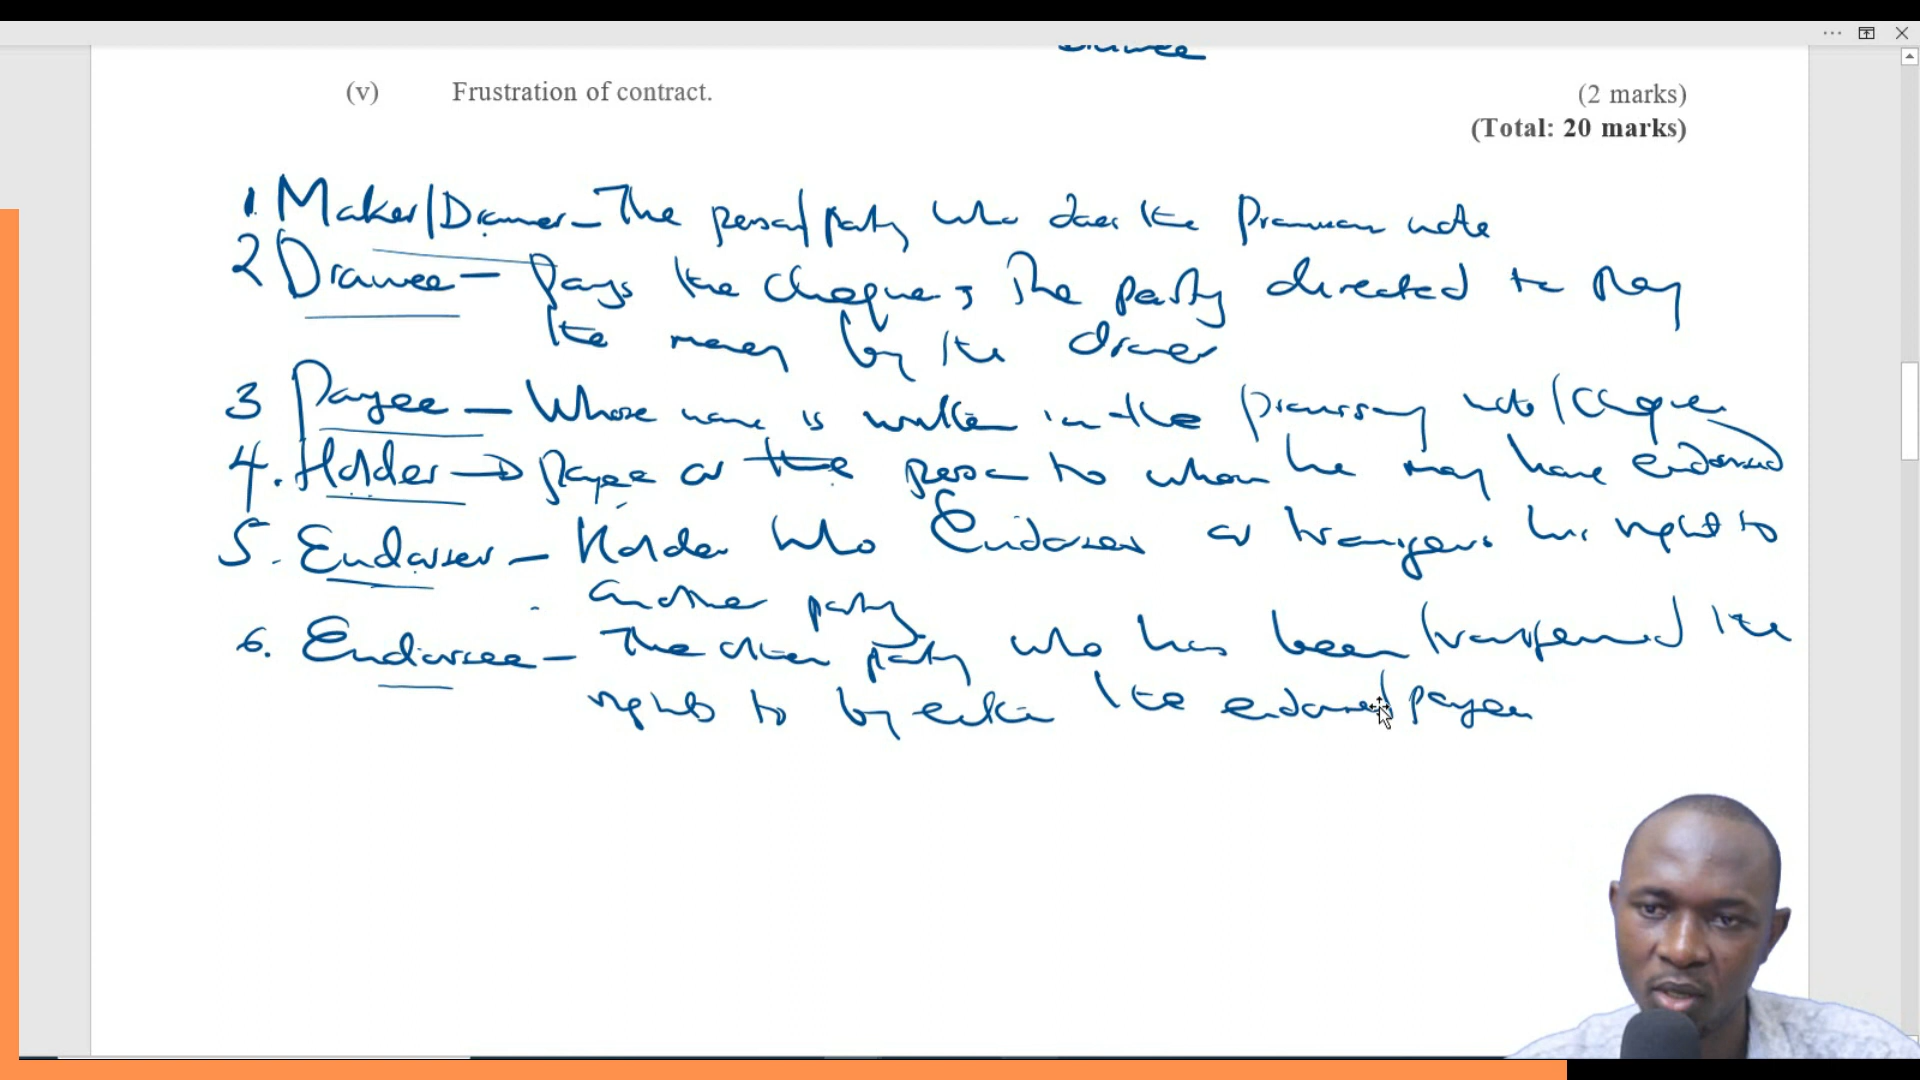 Drawee
(v) Frustration of contract. (2 marks)
(Total: 20 marks)
1. Maker/Drawer - The person/party who does the note
2 Drawee - Pays the cheque, The party directed to pay
the money by the drawer
3 Payee - Whose name is written in the promissory note/cheque
4. Holder → payee or the person to whom he may have endorsed
5. Endorser - Holder who Endorses or transfers his right to
another party
6. Endorsee - The other party who has been transferred the
rights to by either the endorser/payee